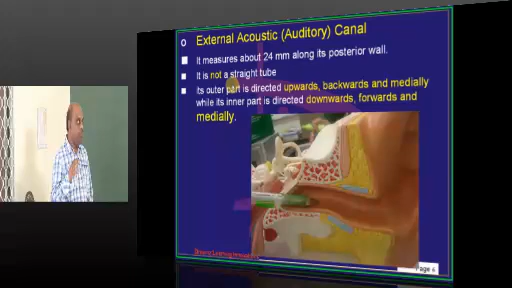 External Acoustic (Auditory) Canal
It measures about 24 mm along its posterior wall.
It is not a straight tube
Its outer part is directed upwards, backwards and medially
while its inner part is directed downwards, forwards and
medially.
Page 6